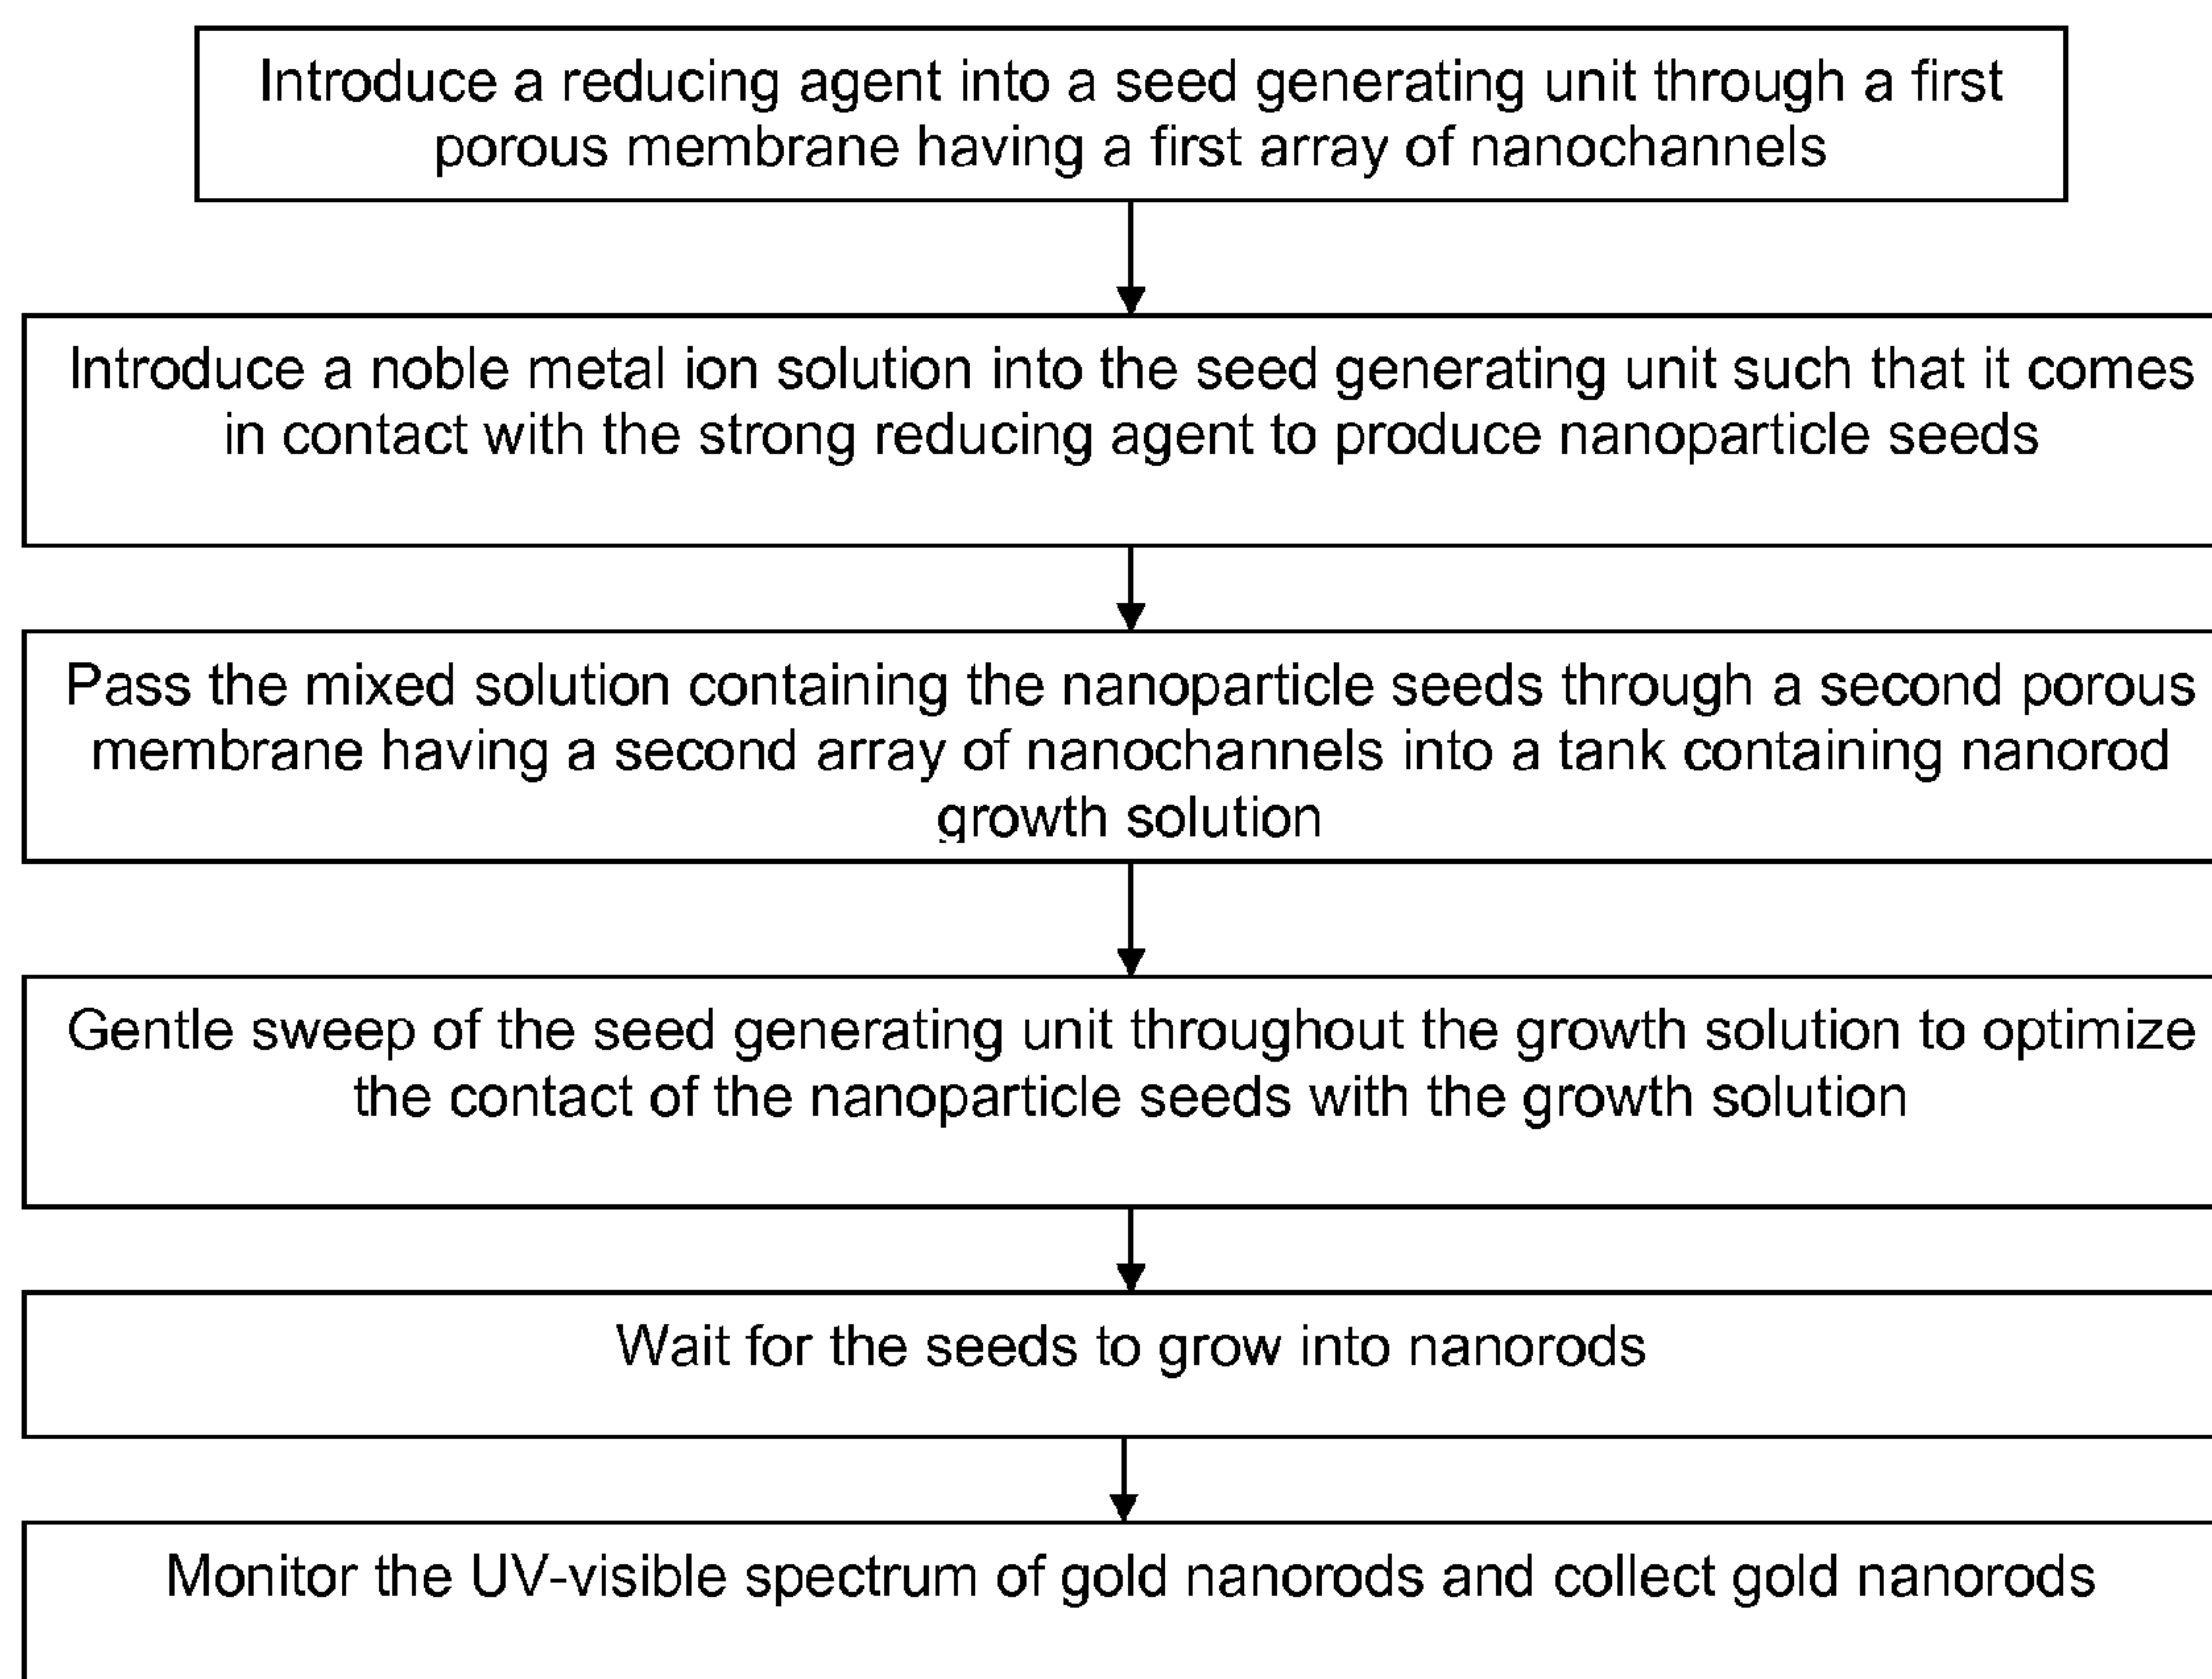 Introduce a reducing agent into a seed generating unit through a first
porous membrane having a first array of nanochannels
Introduce a noble metal ion solution into the seed generating unit such that it comes
in contact with the strong reducing agent to produce nanoparticle seeds
Pass the mixed solution containing the nanoparticle seeds through a second porous
membrane having a second array of nanochannels into a tank containing nanorod
growth solution
Gentle sweep of the seed generating unit throughout the growth solution to optimize
the contact of the nanoparticle seeds with the growth solution
Wait for the seeds to grow into nanorods
Monitor the UV-visible spectrum of gold nanorods and collect gold nanorods